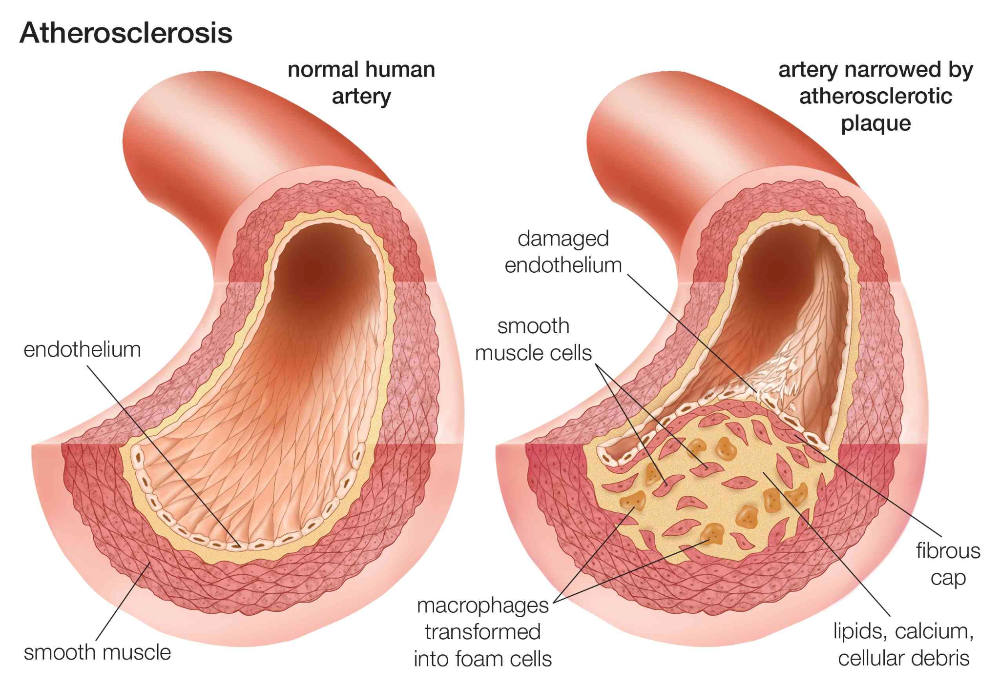 Atherosclerosis
normal human
artery
endothelium
smooth muscle
artery narrowed by
atherosclerotic
plaque
damaged
endothelium
smooth
muscle cells
macrophages
transformed
into foam cells
fibrous
cap
lipids, calcium,
cellular debris